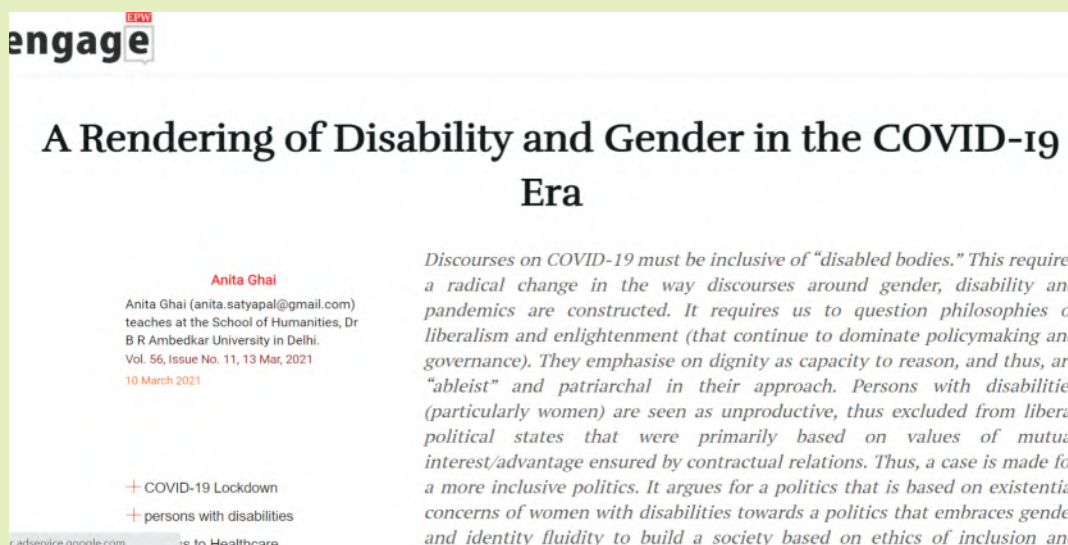 EPW
engage
A Rendering of Disability and Gender in the COVID-19
Era
Anita Ghai
Anita Ghai (anita.satyapal@gmail.com)
teaches at the School of Humanities, Dr
B R Ambedkar University in Delhi.
Vol. 56, Issue No. 11, 13 Mar, 2021
10 March 2021
COVID-19 Lockdown
persons with disabilities
s to Healthcare
adservice.google.com
Discourses on COVID-19 must be inclusive of “disabled bodies.” This require
a radical change in the way discourses around gender, disability an
pandemics are constructed. It requires us to question philosophies o
liberalism and enlightenment (that continue to dominate policymaking an
governance). They emphasise on dignity as capacity to reason, and thus, ar
“ableist” and patriarchal in their approach. Persons with disabilitie
(particularly women) are seen as unproductive, thus excluded from libera
political states that were primarily based on values of mutua
interest/advantage ensured by contractual relations. Thus, a case is made fo
a more inclusive politics. It argues for a politics that is based on existentia
concerns of women with disabilities towards a politics that embraces gende
and identity fluidity to build a society based on ethics of inclusion an